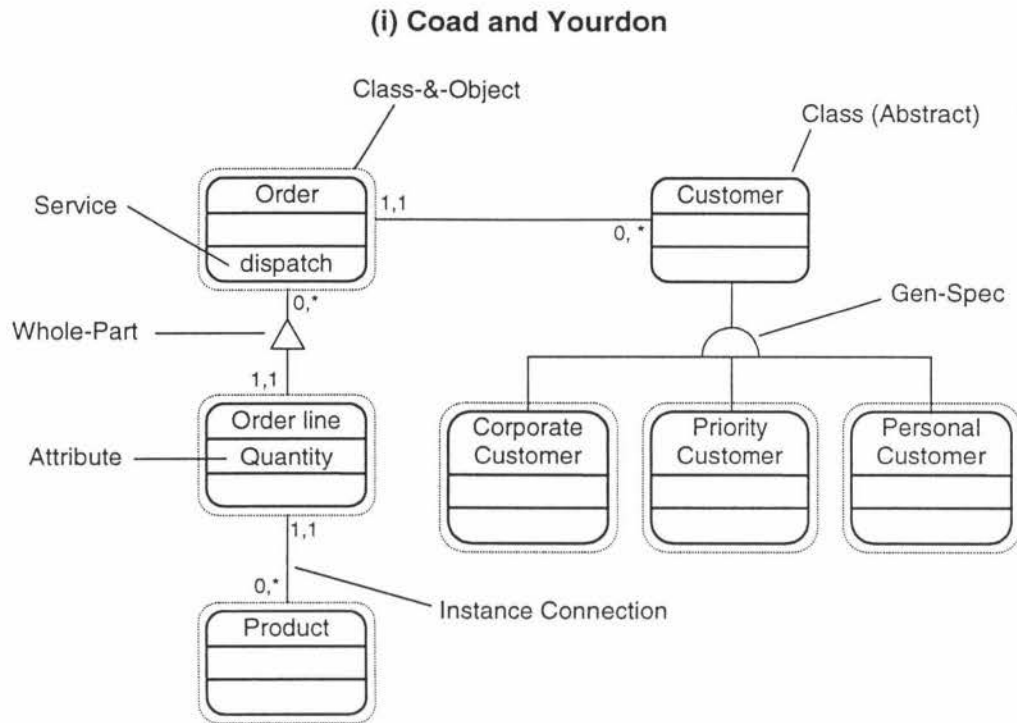 (i) Coad and Yourdon
Class-&-Object
Class (Abstract)
Order
Customer
1,1
Service
0, *
dispatch
0,*
Gen-Spec
Whole-Part
1,1
Order line
Corporate
Customer
Priority
Customer
Personal
Customer
Attribute
Quantity
1,1
0,*
Instance Connection
Product